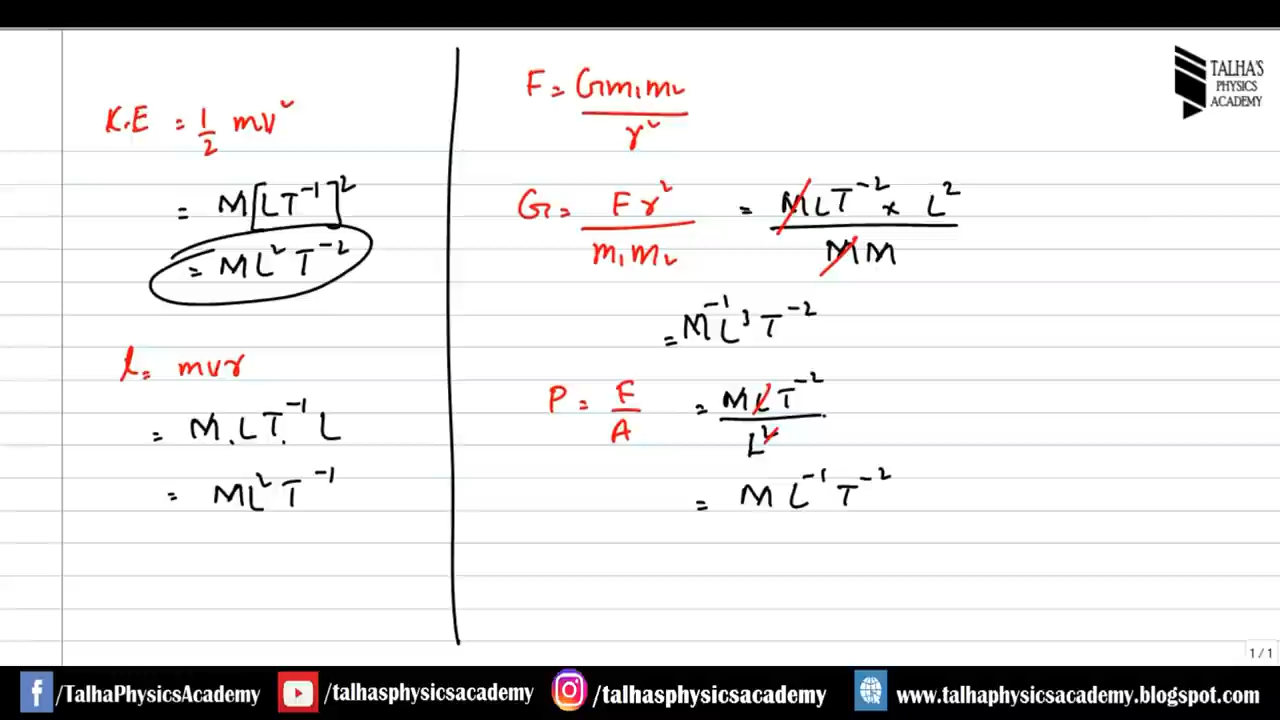 K.E = 1/2 mv²
= M[LT⁻¹]²
= ML²T⁻²
l = mvr
= M.LT.⁻¹ L
= ML²T⁻¹
F = Gm₁m₂/r²
G = Fr²/m₁m₂ = MLT⁻² × L²/MM
= M⁻¹L³T⁻²
P = F/A = MLT⁻²/L²
= ML⁻¹T⁻²
TALHA'S
PHYSICS
ACADEMY
1 / 1
/TalhaPhysicsAcademy /talhasphysicsacademy /talhasphysicsacademy www.talhaphysicsacademy.blogspot.com